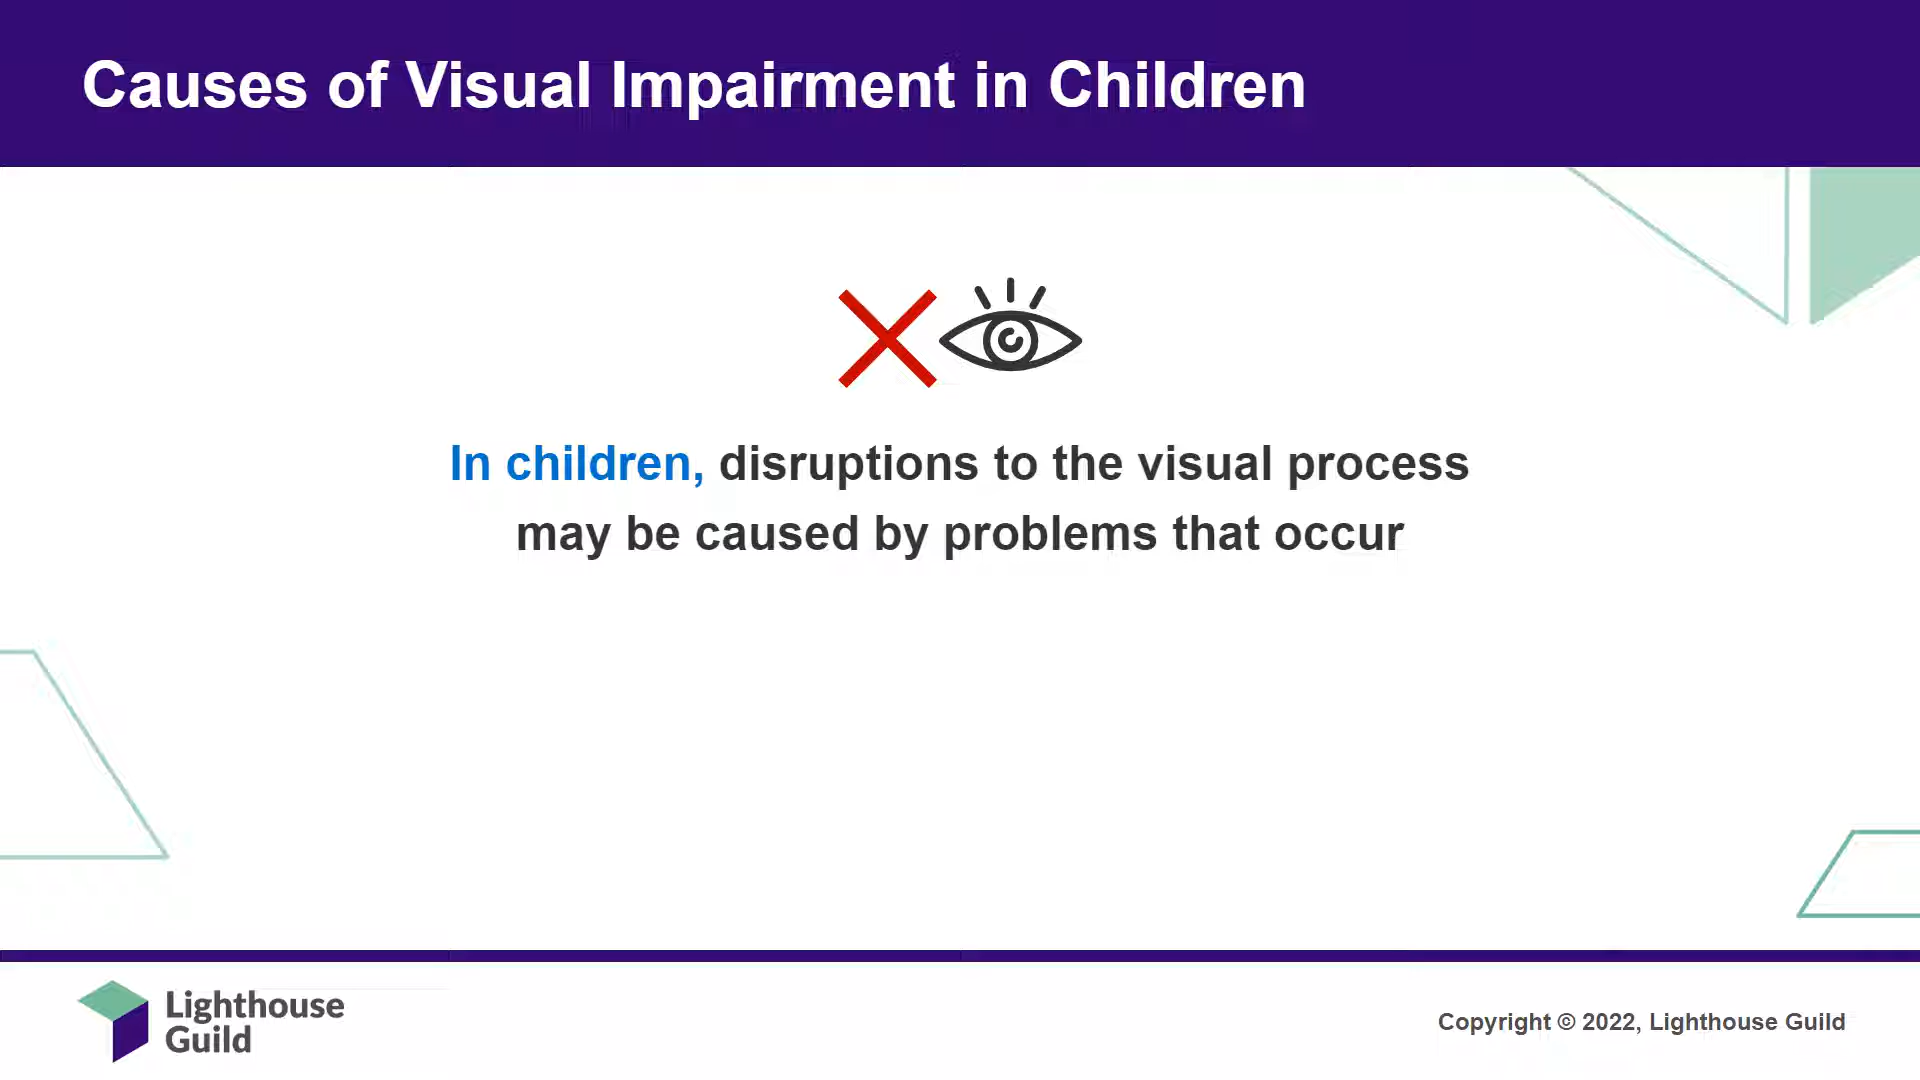 Causes of Visual Impairment in Children
In children, disruptions to the visual process
may be caused by problems that occur
Lighthouse
Guild
Copyright © 2022, Lighthouse Guild